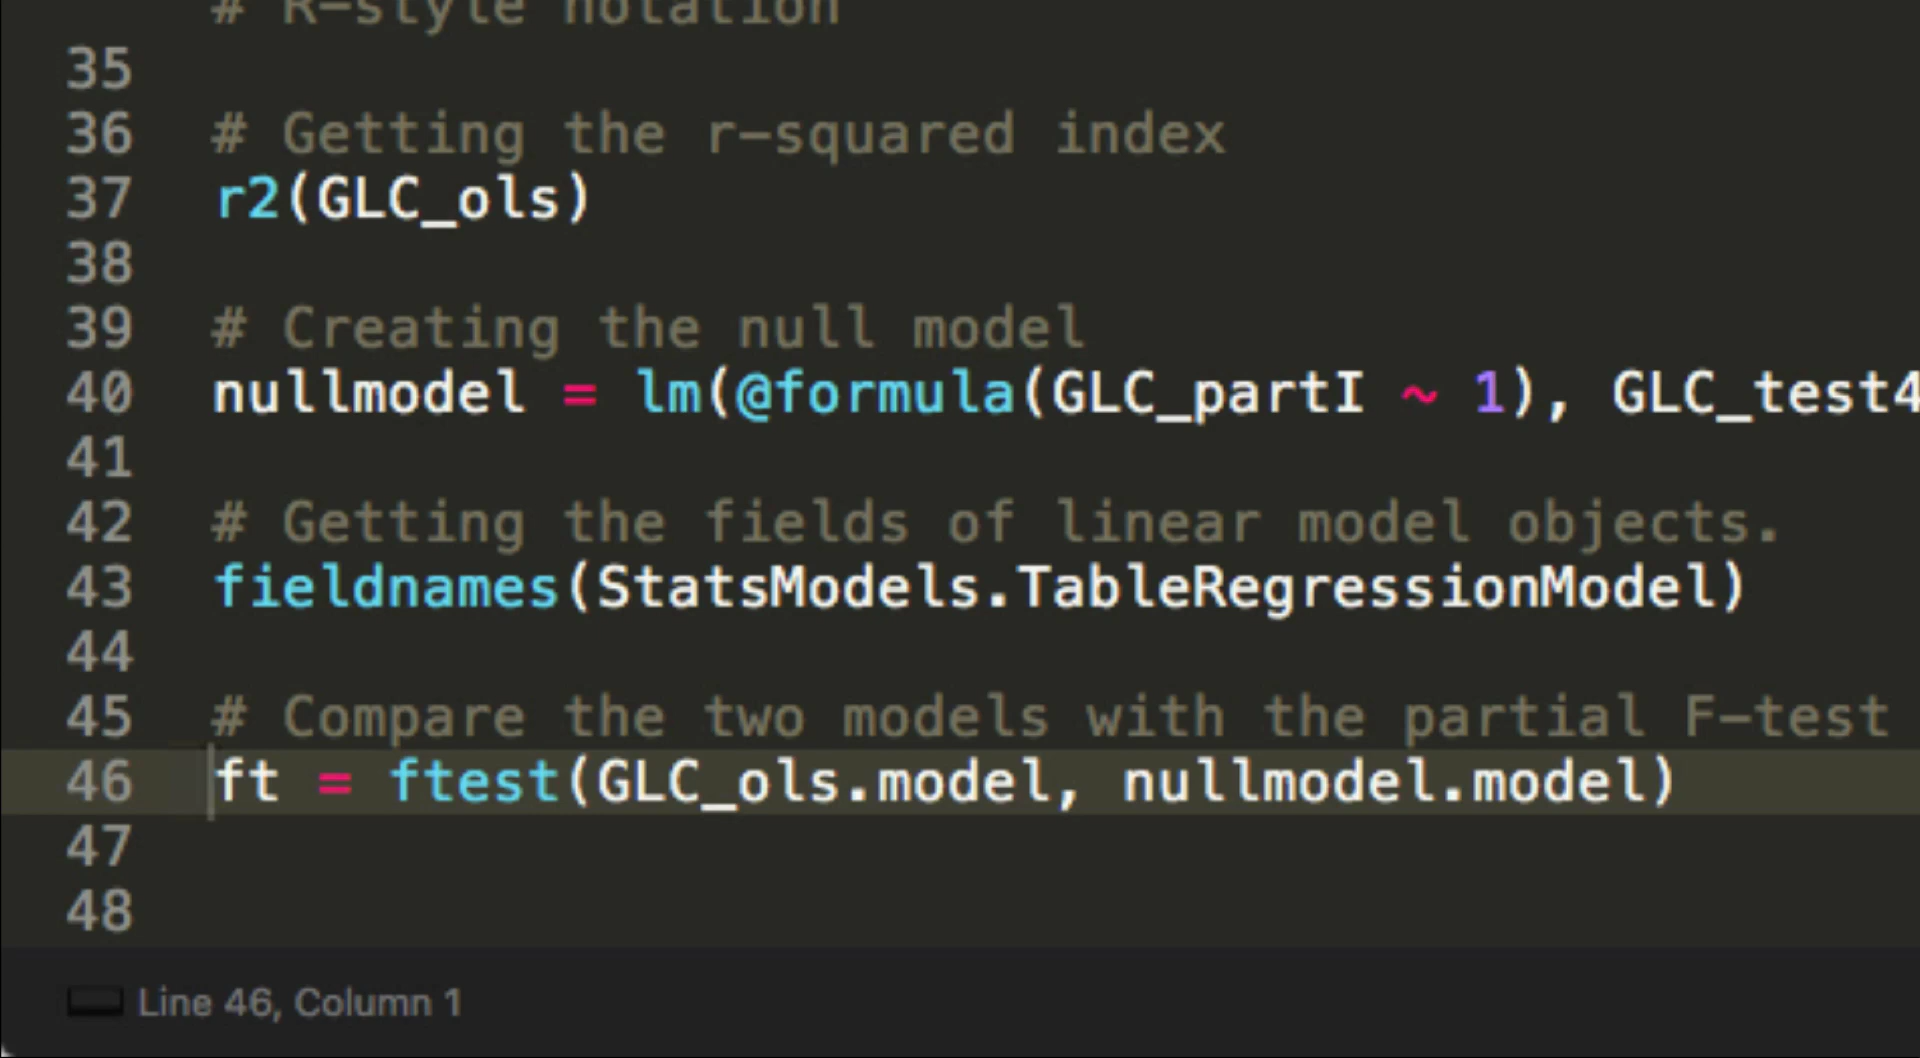 # R-style notation
35
36 # Getting the r-squared index
37 r2(GLC_ols)
38
39 # Creating the null model
40 nullmodel = lm(@formula(GLC_partI ~ 1), GLC_test4
41
42 # Getting the fields of linear model objects.
43 fieldnames(StatsModels.TableRegressionModel)
44
45 # Compare the two models with the partial F-test
46 ft = ftest(GLC_ols.model, nullmodel.model)
47
48
Line 46, Column 1